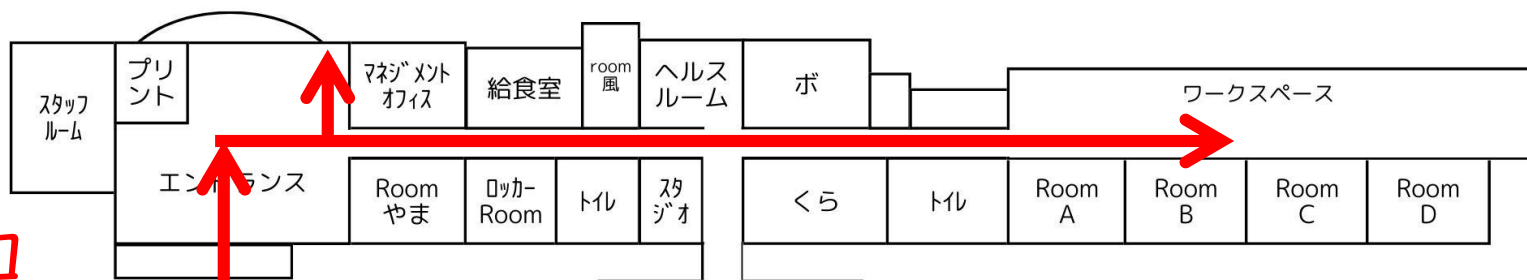 スタッフ
ルーム
プリ
ント
エントランス
マネジメント
オフィス
給食室
room
風
ヘルス
ルーム
ボ
ワークスペース
Room
やま
ロッカー
Room
トイレ
スタ
ジオ
くら
トイレ
Room
A
Room
B
Room
C
Room
D